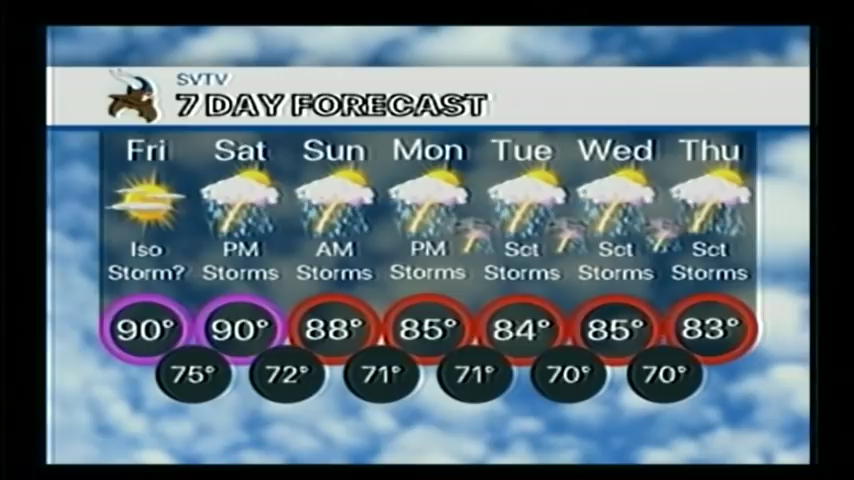 SVTV
7 DAY FORECAST
Fri Sat Sun Mon Tue Wed Thu
Iso PM AM PM Sct Sct Sct
Storm? Storms Storms Storms Storms Storms Storms
90° 90° 88° 85° 84° 85° 83°
75° 72° 71° 71° 70° 70°